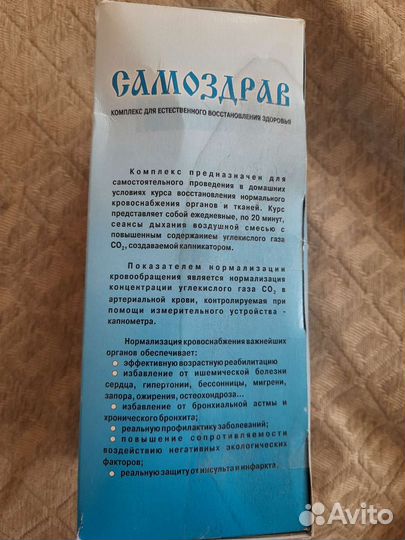 САМОЗДРАВ
КОМПЛЕКС ДЛЯ ЕСТЕСТВЕННОГО ВОССТАНОВЛЕНИЯ ЗДОРОВЬЯ
Комплекс предназначен для
самостоятельного проведения в домашних
условиях курса восстановления нормального
кровоснабжения органов и тканей. Курс
представляет собой ежедневные, по 20 минут,
сеансы дыхания воздушной смесью с
повышенным содержанием углекислого газа
CO₂, создаваемой капникатором.
Показателем нормализации
кровообращения является нормализация
концентрации углекислого газа CO₂ в
артериальной крови, контролируемая при
помощи измерительного устройства -
капнометра.
Нормализация кровоснабжения важнейших
органов обеспечивает:
эффективную возрастную реабилитацию
избавление от ишемической болезни
сердца, гипертонии, бессонницы, мигрени,
запора, ожирения, остеохондроза...
избавление от бронхиальной астмы и
хронического бронхита;
реальную профилактику заболеваний;
повышение сопротивляемости
воздействию негативных экологических
факторов;
реальную защиту от инсульта и инфаркта.
Avito